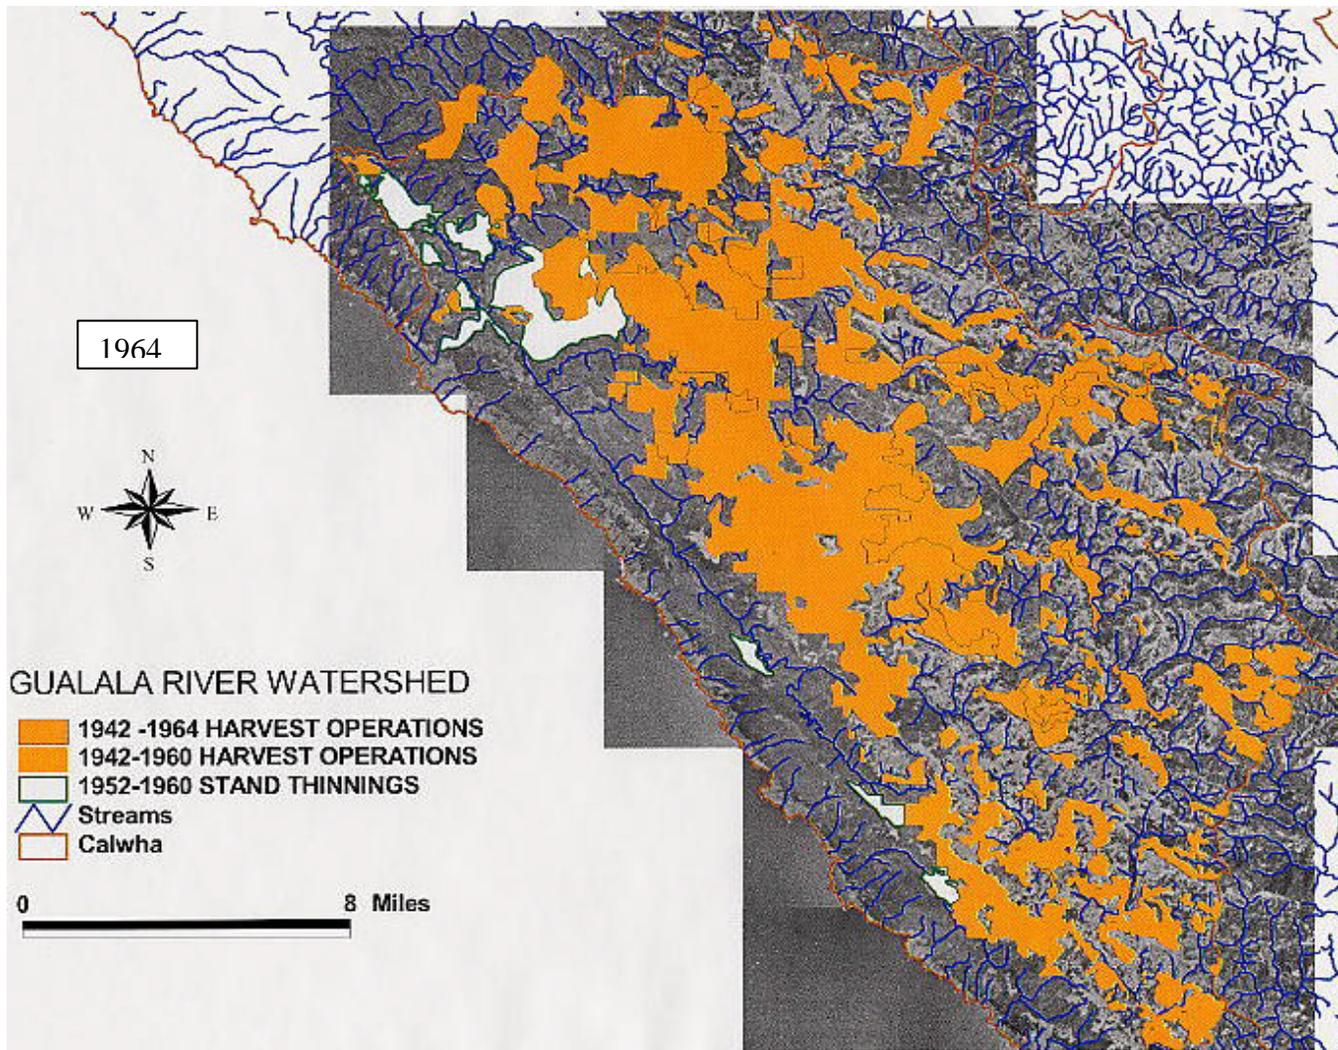 1964
N
W E
S
GUALALA RIVER WATERSHED
1942 -1964 HARVEST OPERATIONS
1942-1960 HARVEST OPERATIONS
1952-1960 STAND THINNINGS
Streams
Calwha
0 8 Miles